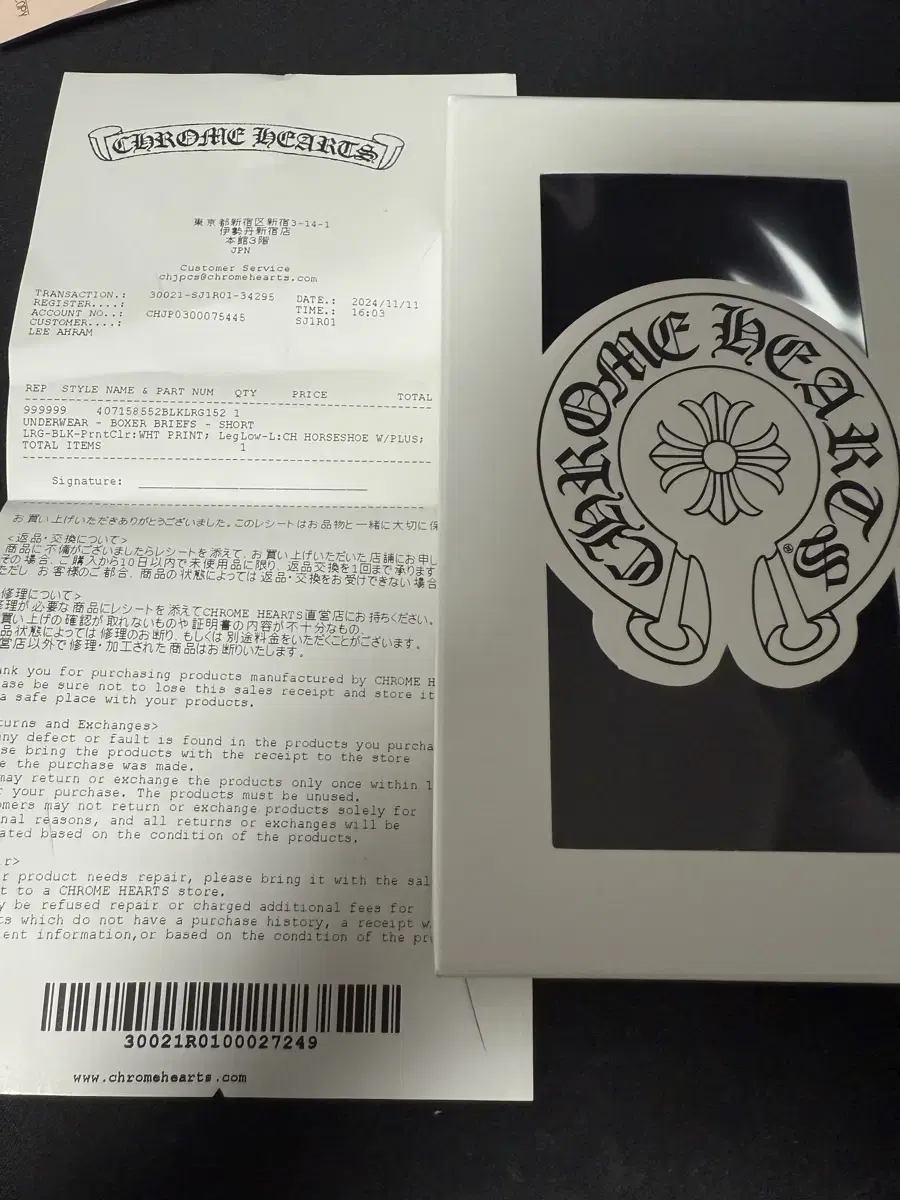 COPY
CHROME HEARTS
東京都新宿区新宿3-14-1
伊勢丹新宿店
本館3階
JPN
Customer Service
chjpcs@chromehearts.com
TRANSACTION.: 30021-SJ1R01-34295 DATE.: 2024/11/11
REGISTER....: TIME.: 16:03
ACCOUNT NO..: CHJP0300075445 SJ1R01
CUSTOMER....:
LEE AHRAM
REP STYLE NAME & PART NUM QTY PRICE TOTAL
999999 407158552BLKLRG152 1
UNDERWEAR - BOXER BRIEFS - SHORT
LRG-BLK-PrntClr:WHT PRINT; LegLow-L:CH HORSESHOE W/PLUS;
TOTAL ITEMS 1
Signature:
お買い上げいただきありがとうございました。このレシートはお品物と一緒に大切に保
<返品・交換について>
商品に不備がございましたらレシートを添えて、お買い上げいただいた店舗にお申し
その場合、ご購入から10日以内で未使用品に限り、返品交換を1回まで承ります
ただし、お客様のご都合、商品の状態によっては返品・交換をお受けできない場合
修理について>
修理が必要な商品にレシートを添えてCHROME HEARTS直営店にお持ちください。
買い上げの確認が取れないものや証明書の内容が不十分なもの、
品状態によっては修理のお断り、もしくは別途料金をいただくことがございます。
営店以外で修理・加工された商品はお断りいたします。
ank you for purchasing products manufactured by CHROME H
ase be sure not to lose this sales receipt and store it
a safe place with your products.
turns and Exchanges>
any defect or fault is found in the products you purcha
se bring the products with the receipt to the store
e the purchase was made.
may return or exchange the products only once within 1
r your purchase. The products must be unused.
omers may not return or exchange products solely for
nal reasons, and all returns or exchanges will be
ated based on the condition of the products.
ir>
r product needs repair, please bring it with the sal
t to a CHROME HEARTS store.
y be refused repair or charged additional fees for
ts which do not have a purchase history, a receipt w
ent information,or based on the condition of the pro
30021R0100027249
www.chromehearts.com
CHROME HEARTS
®